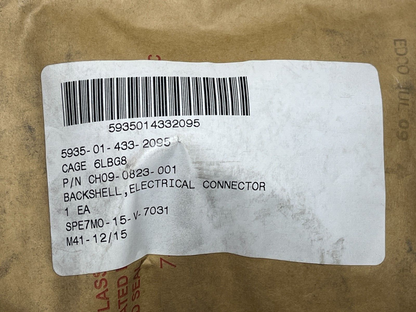 5935014332095
5935-01-433-2095
CAGE 6LBG8
P/N CH09-0823-001
BACKSHELL, ELECTRICAL CONNECTOR
1 EA
SPE7M0-15-V-7031
M41-12/15